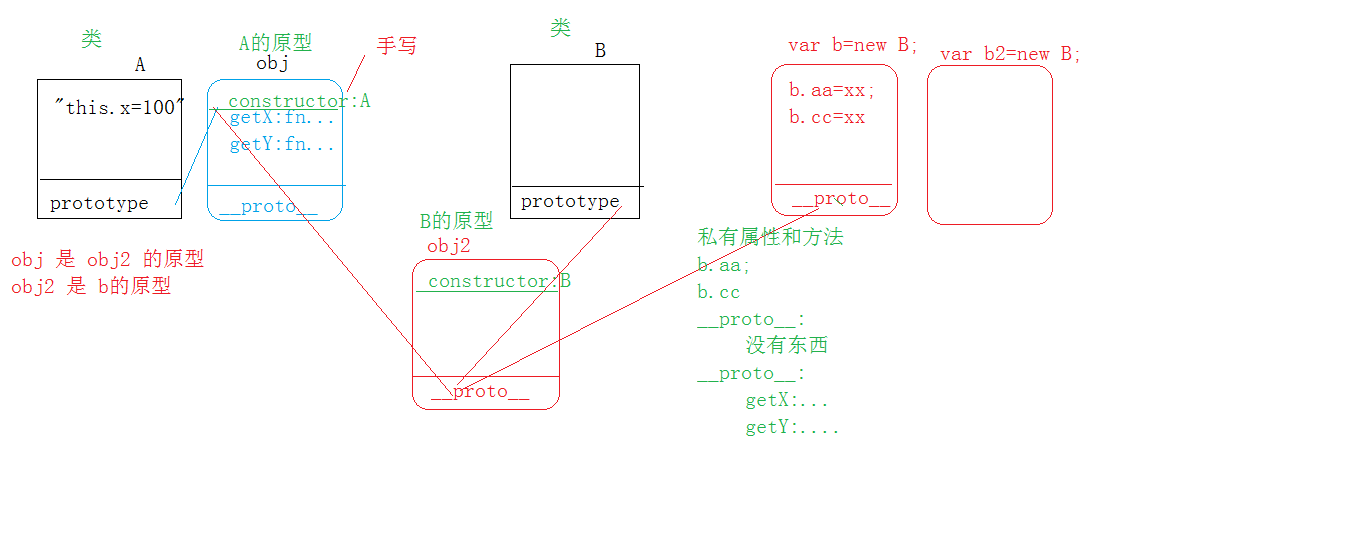 类
A
"this.x=100"
prototype
A的原型
obj
手写
constructor:A
getX:fn...
getY:fn...
__proto__
obj 是 obj2 的原型
obj2 是 b的原型
类
B
prototype
B的原型
obj2
constructor:B
__proto__
var b=new B;
b.aa=xx;
b.cc=xx
__proto__
var b2=new B;
私有属性和方法
b.aa;
b.cc
__proto__:
没有东西
__proto__:
getX:...
getY:....